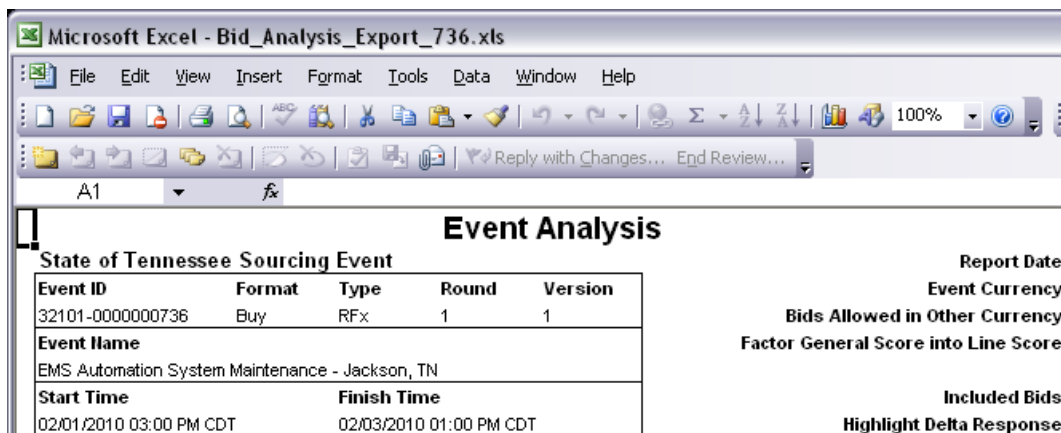 Microsoft Excel - Bid_Analysis_Export_736.xls
File Edit View Insert Format Tools Data Window Help
100%
Reply with Changes... End Review...
A1 fx
Event Analysis
State of Tennessee Sourcing Event Report Date
Event ID Format Type Round Version Event Currency
32101-0000000736 Buy RFx 1 1 Bids Allowed in Other Currency
Event Name Factor General Score into Line Score
EMS Automation System Maintenance - Jackson, TN
Start Time Finish Time Included Bids
02/01/2010 03:00 PM CDT 02/03/2010 01:00 PM CDT Highlight Delta Response